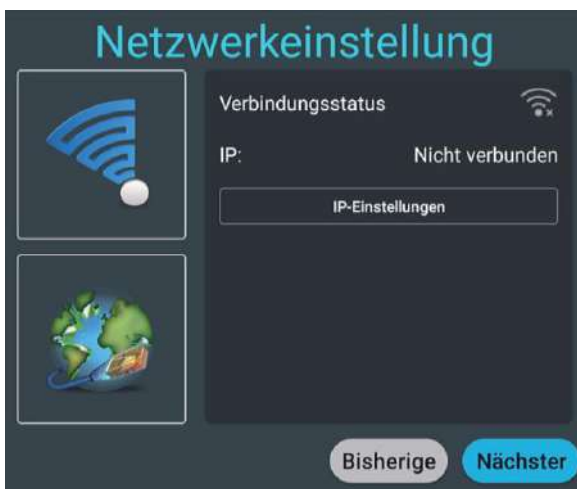 Netzwerkeinstellung
Verbindungsstatus
IP: Nicht verbunden
IP-Einstellungen
Bisherige Nächster